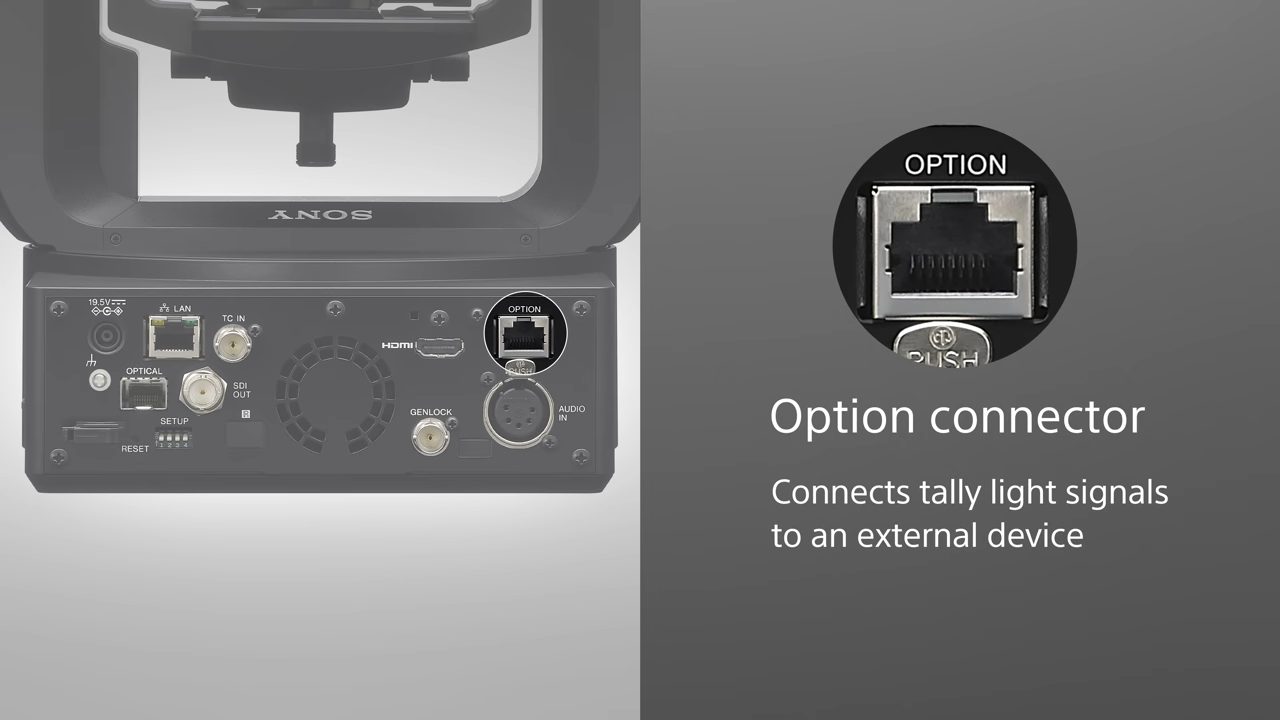 SONY
19.5V
LAN
TC IN
HDMI
OPTION
PUSH
OPTICAL
SDI OUT
SETUP
1 2 3 4
RESET
GENLOCK
AUDIO IN
OPTION
PUSH
Option connector
Connects tally light signals
to an external device